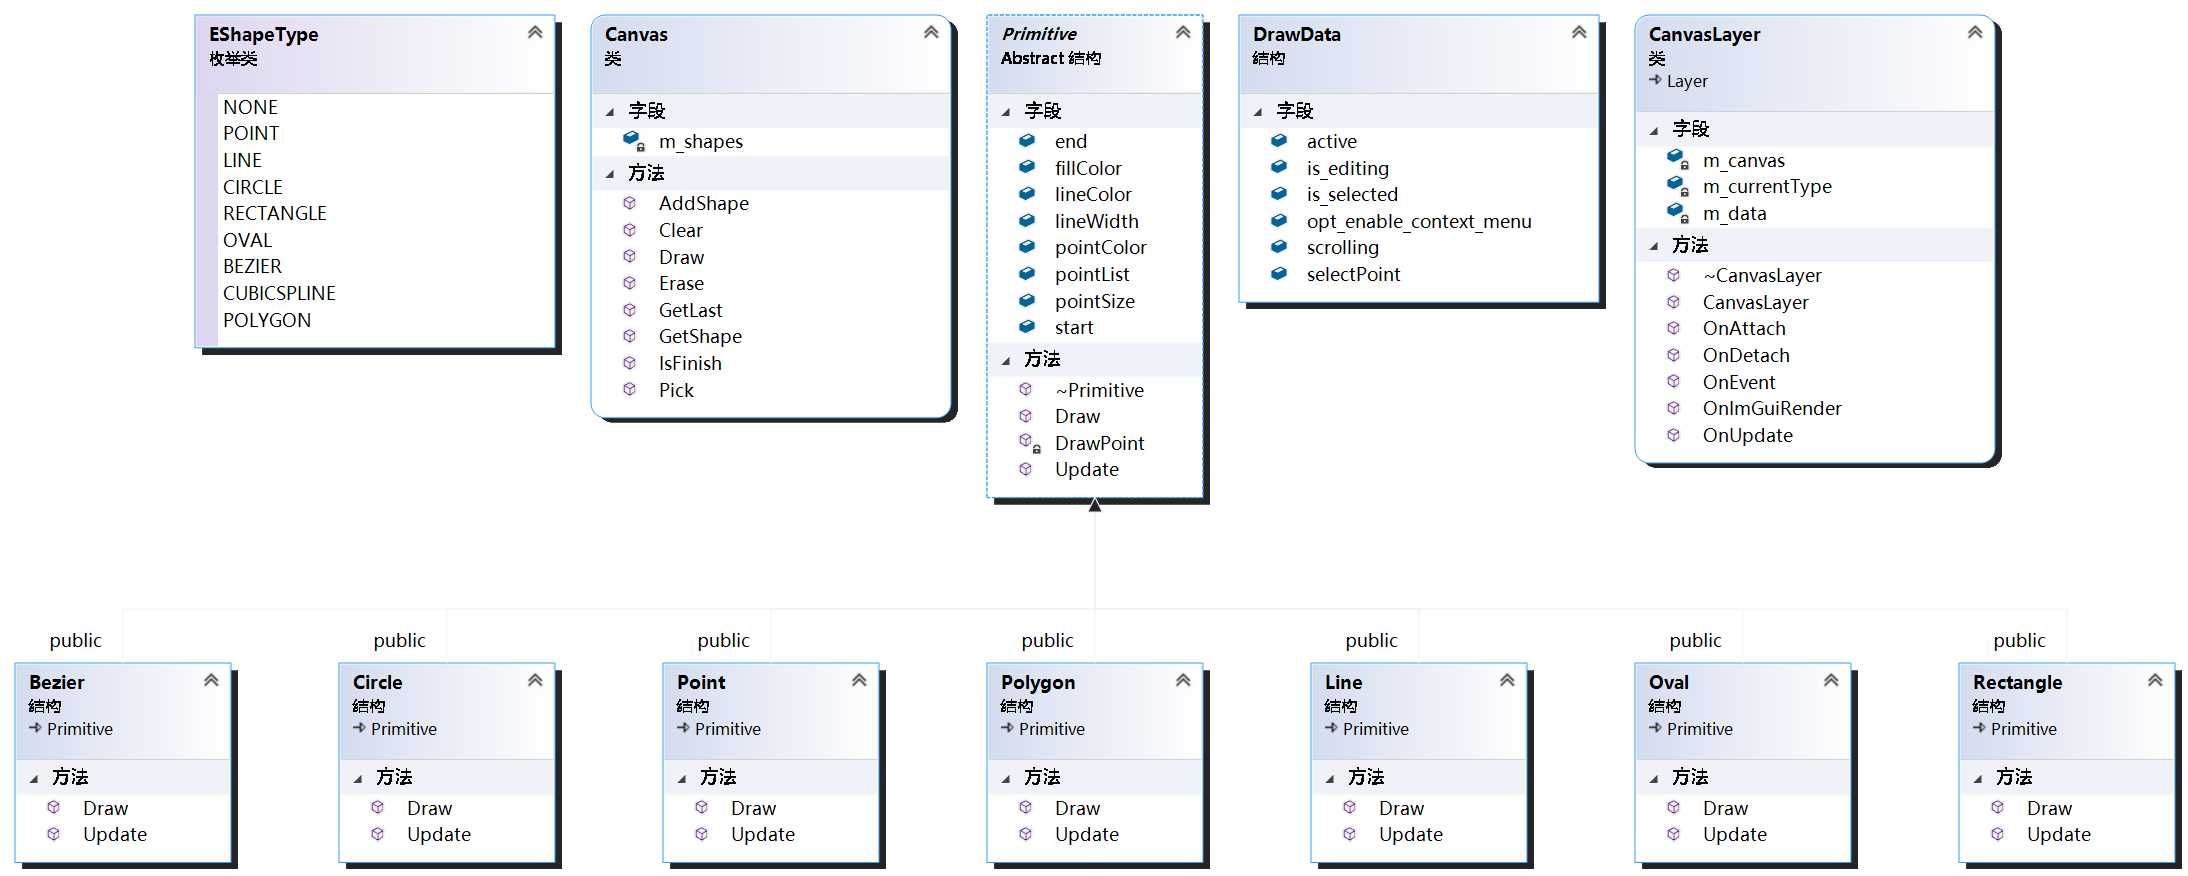 EShapeType
枚举类
NONE
POINT
LINE
CIRCLE
RECTANGLE
OVAL
BEZIER
CUBICSPLINE
POLYGON
Canvas
类
字段
m_shapes
方法
AddShape
Clear
Draw
Erase
GetLast
GetShape
IsFinish
Pick
Primitive
Abstract 结构
字段
end
fillColor
lineColor
lineWidth
pointColor
pointList
pointSize
start
方法
~Primitive
Draw
DrawPoint
Update
DrawData
结构
字段
active
is_editing
is_selected
opt_enable_context_menu
scrolling
selectPoint
CanvasLayer
类
Layer
字段
m_canvas
m_currentType
m_data
方法
~CanvasLayer
CanvasLayer
OnAttach
OnDetach
OnEvent
OnImGuiRender
OnUpdate
public
Bezier
结构
Primitive
方法
Draw
Update
public
Circle
结构
Primitive
方法
Draw
Update
public
Point
结构
Primitive
方法
Draw
Update
public
Polygon
结构
Primitive
方法
Draw
Update
public
Line
结构
Primitive
方法
Draw
Update
public
Oval
结构
Primitive
方法
Draw
Update
public
Rectangle
结构
Primitive
方法
Draw
Update